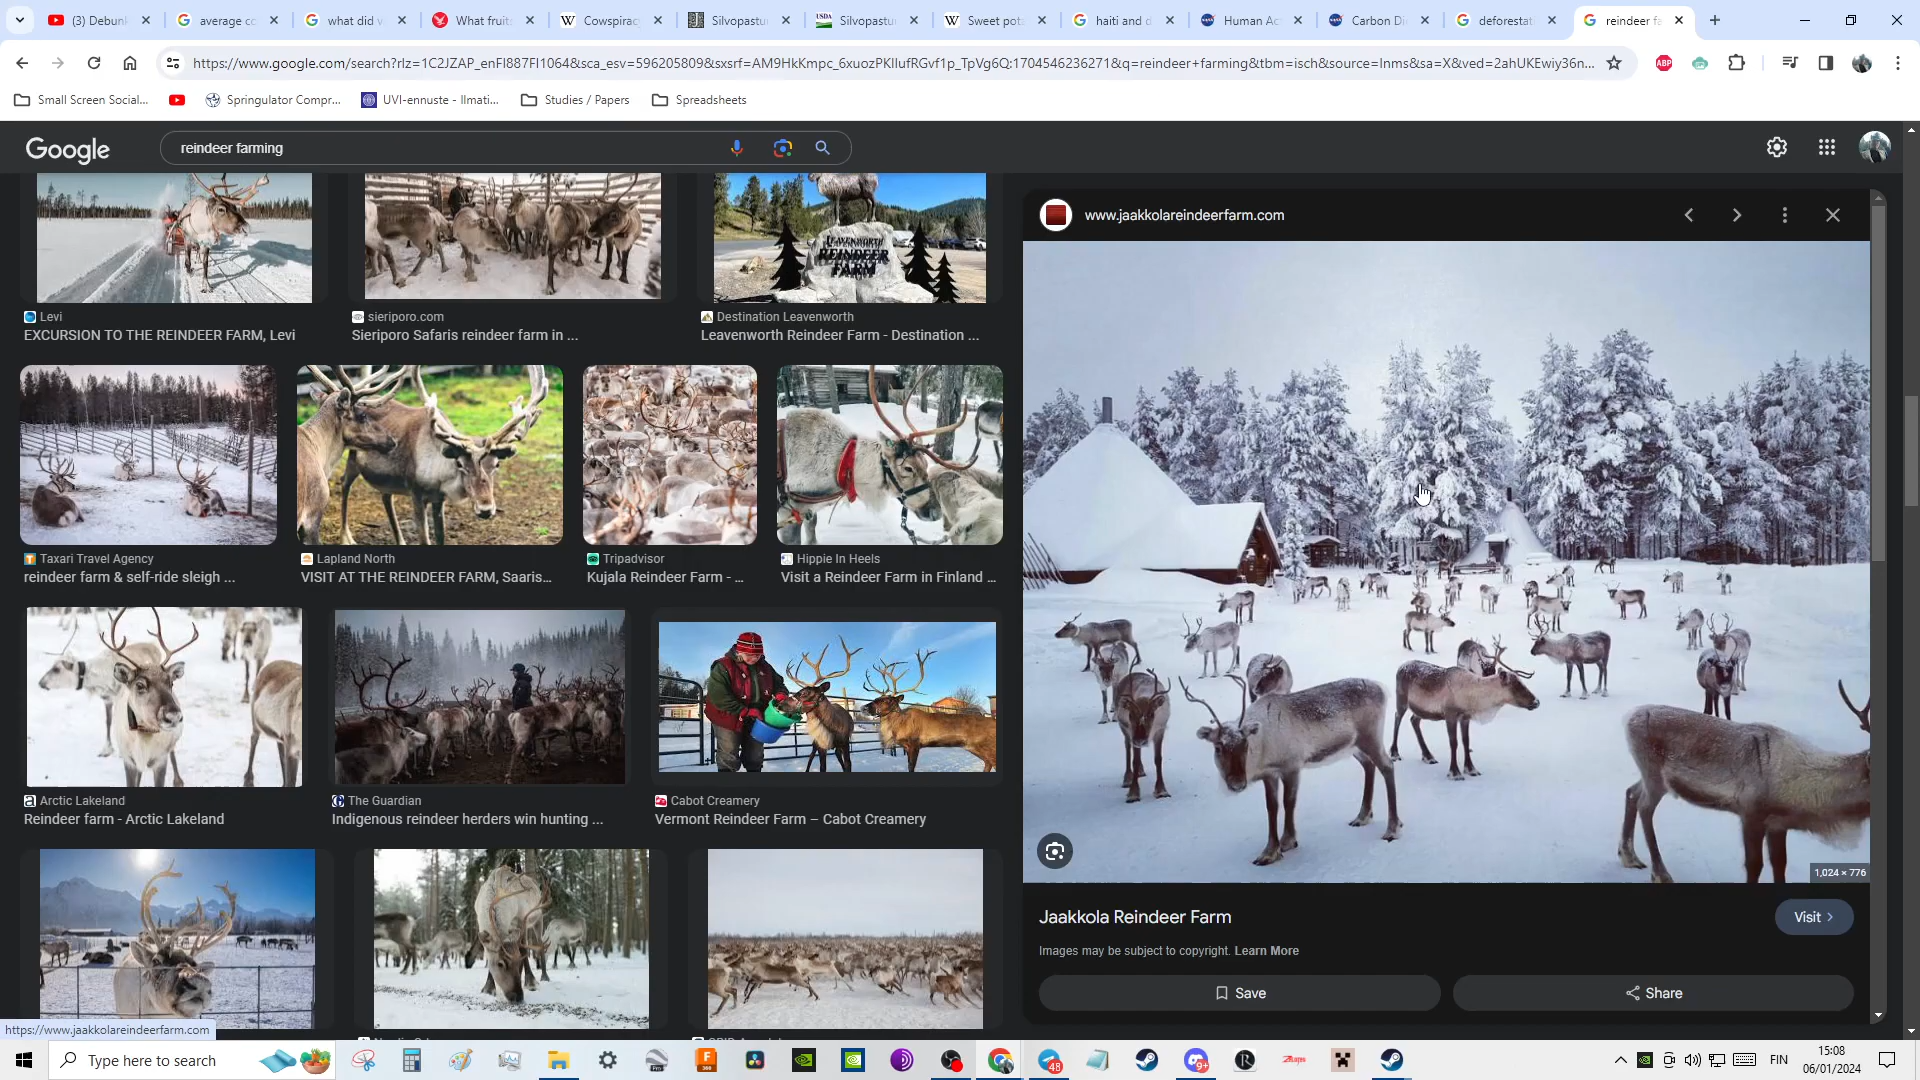 (3) Debunk
average co
what did v
What fruit
Cowspirac
Silvopastu
Silvopastu
Sweet pot
haiti and d
Human Ac
Carbon Di
deforestat
reindeer fa
https://www.google.com/search?rlz=1C2JZAP_enFI887FI1064&sca_esv=596205809&sxsrf=AM9HkKmpc_6xuozPKIIufRGvf1p_TpVg6Q:1704546236271&q=reindeer+farming&tbm=isch&source=lnms&sa=X&ved=2ahUKEwiy36n...
ABP
Small Screen Social...
Springulator Compr...
UVI-ennuste - Ilmati...
Studies / Papers
Spreadsheets
Google
reindeer farming
LEAVENWORTH
REINDEER
FARM
Levi
EXCURSION TO THE REINDEER FARM, Levi
sieriporo.com
Sieriporo Safaris reindeer farm in ...
Destination Leavenworth
Leavenworth Reindeer Farm - Destination ...
Taxari Travel Agency
reindeer farm & self-ride sleigh ...
Lapland North
VISIT AT THE REINDEER FARM, Saaris...
Tripadvisor
Kujala Reindeer Farm - ...
Hippie In Heels
Visit a Reindeer Farm in Finland ...
Arctic Lakeland
Reindeer farm - Arctic Lakeland
The Guardian
Indigenous reindeer herders win hunting ...
Cabot Creamery
Vermont Reindeer Farm – Cabot Creamery
www.jaakkolareindeerfarm.com
1,024 × 776
Jaakkola Reindeer Farm
Visit
Images may be subject to copyright. Learn More
Save
Share
https://www.jaakkolareindeerfarm.com
Type here to search
48
9+
FIN
15:08
06/01/2024